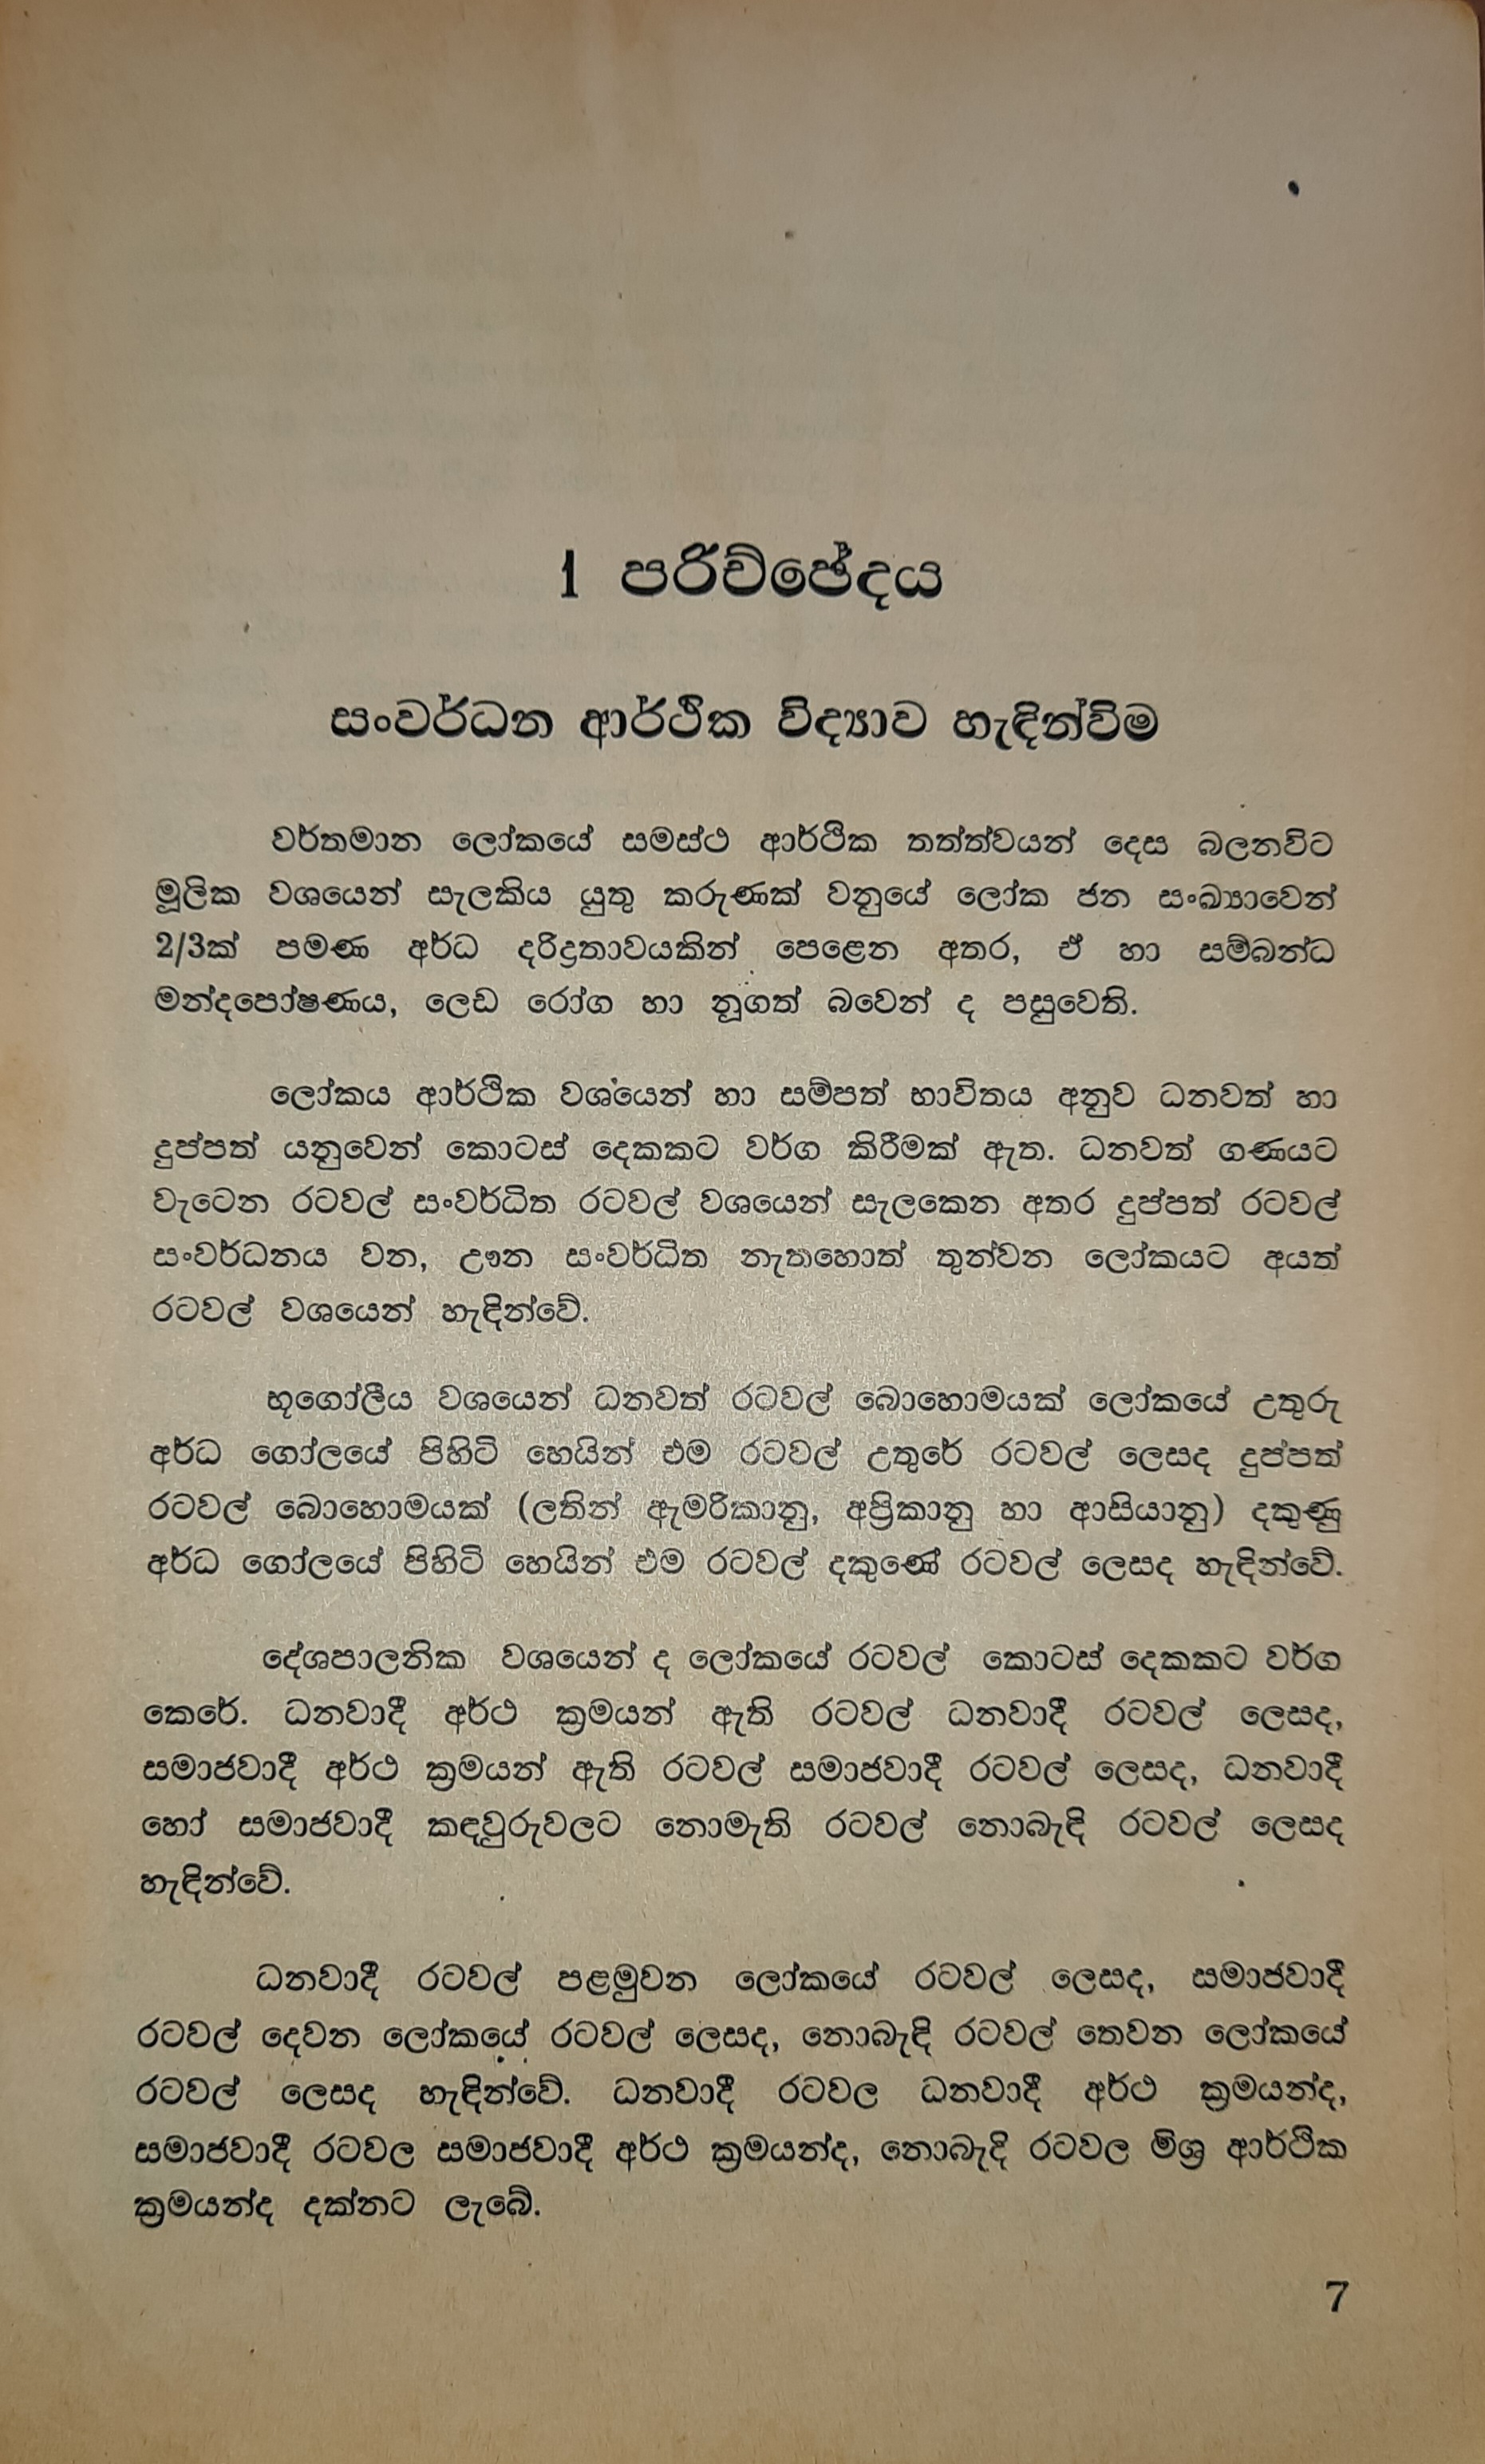 1 පරිච්ඡේදය
සංවර්ධන ආර්ථික විද්‍යාව හැඳින්වීම
වර්තමාන ලෝකයේ සමස්ථ ආර්ථික තත්ත්වයන් දෙස බලනවිට
මූලික වශයෙන් සැලකිය යුතු කරුණක් වනුයේ ලෝක ජන සංඛ්‍යාවෙන්
2/3ක් පමණ අර්ධ දරිද්‍රතාවයකින් පෙළෙන අතර, ඒ හා සම්බන්ධ
මන්දපෝෂණය, ලෙඩ රෝග හා නූගත් බවෙන් ද පසුවෙති.
ලෝකය ආර්ථික වශයෙන් හා සම්පත් භාවිතය අනුව ධනවත් හා
දුප්පත් යනුවෙන් කොටස් දෙකකට වර්ග කිරීමක් ඇත. ධනවත් ගණයට
වැටෙන රටවල් සංවර්ධිත රටවල් වශයෙන් සැලකෙන අතර දුප්පත් රටවල්
සංවර්ධනය වන, ඌන සංවර්ධිත නැතහොත් තුන්වන ලෝකයට අයත්
රටවල් වශයෙන් හැඳින්වේ.
භූගෝලීය වශයෙන් ධනවත් රටවල් බොහොමයක් ලෝකයේ උතුරු
අර්ධ ගෝලයේ පිහිටි හෙයින් එම රටවල් උතුරේ රටවල් ලෙසද දුප්පත්
රටවල් බොහොමයක් (ලතින් ඇමරිකානු, අප්‍රිකානු හා ආසියානු) දකුණු
අර්ධ ගෝලයේ පිහිටි හෙයින් එම රටවල් දකුණේ රටවල් ලෙසද හැඳින්වේ.
දේශපාලනික වශයෙන් ද ලෝකයේ රටවල් කොටස් දෙකකට වර්ග
කෙරේ. ධනවාදී අර්ථ ක්‍රමයන් ඇති රටවල් ධනවාදී රටවල් ලෙසද,
සමාජවාදී අර්ථ ක්‍රමයන් ඇති රටවල් සමාජවාදී රටවල් ලෙසද, ධනවාදී
හෝ සමාජවාදී කඳවුරුවලට නොමැති රටවල් නොබැඳි රටවල් ලෙසද
හැඳින්වේ.
ධනවාදී රටවල් පළමුවන ලෝකයේ රටවල් ලෙසද, සමාජවාදී
රටවල් දෙවන ලෝකයේ රටවල් ලෙසද, නොබැඳි රටවල් තෙවන ලෝකයේ
රටවල් ලෙසද හැඳින්වේ. ධනවාදී රටවල ධනවාදී අර්ථ ක්‍රමයන්ද,
සමාජවාදී රටවල සමාජවාදී අර්ථ ක්‍රමයන්ද, නොබැදි රටවල මිශ්‍ර ආර්ථික
ක්‍රමයන්ද දක්නට ලැබේ.
7